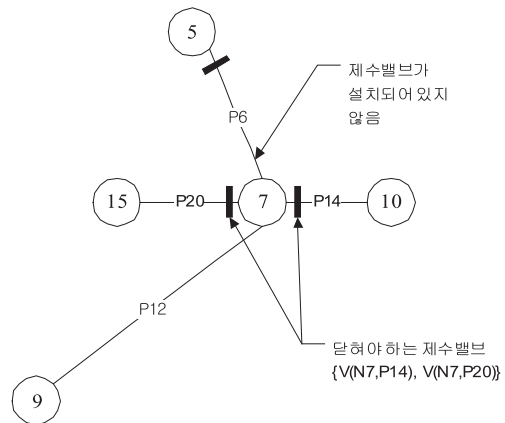 5
제수밸브가
설치되어 있지
않음
P6
15
P20
7
P14
10
P12
닫혀야 하는 제수밸브
{V(N7,P14), V(N7,P20)}
9